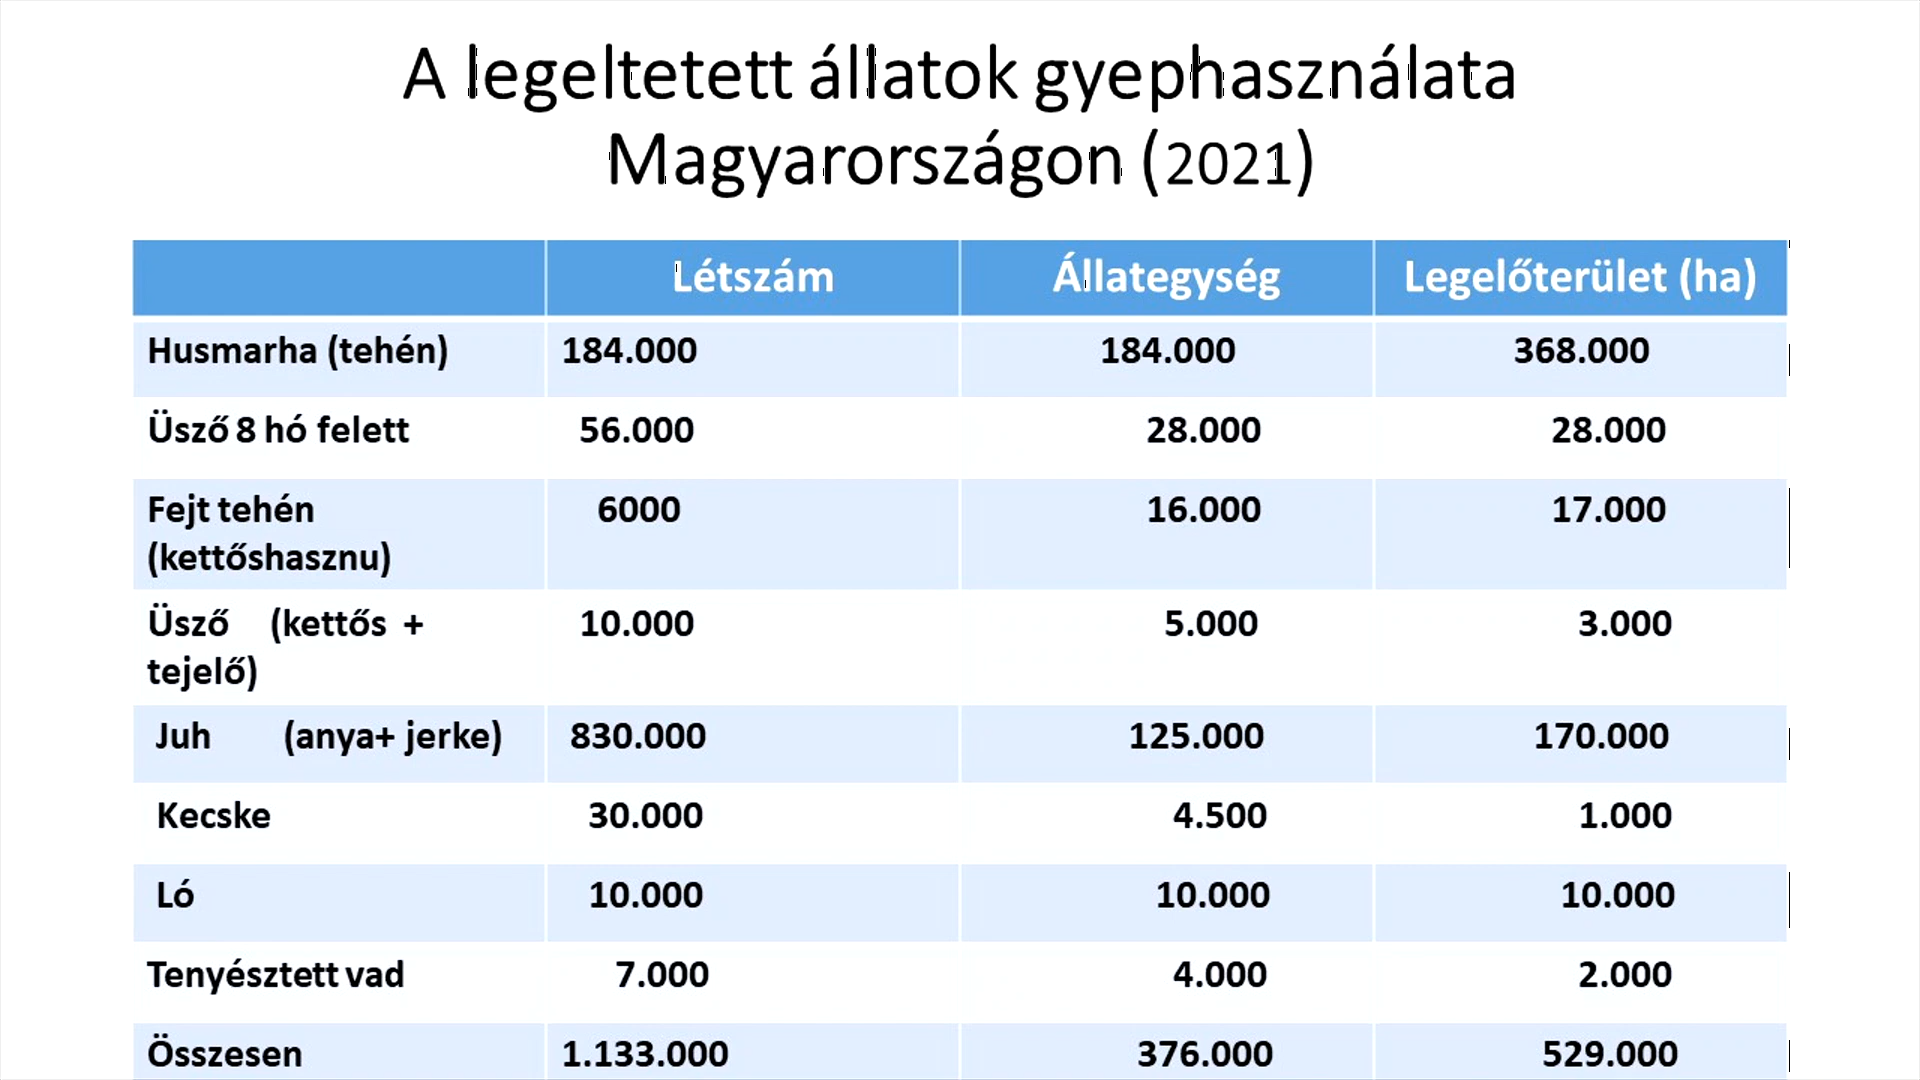 A legeltetett állatok gyephasználata
Magyarországon (2021)
Létszám Állategység Legelőterület (ha)
Husmarha (tehén) 184.000 184.000 368.000
Üsző 8 hó felett 56.000 28.000 28.000
Fejt tehén 6000 16.000 17.000
(kettőshasznu)
Üsző (kettős + 10.000 5.000 3.000
tejelő)
Juh (anya+ jerke) 830.000 125.000 170.000
Kecske 30.000 4.500 1.000
Ló 10.000 10.000 10.000
Tenyésztett vad 7.000 4.000 2.000
Összesen 1.133.000 376.000 529.000